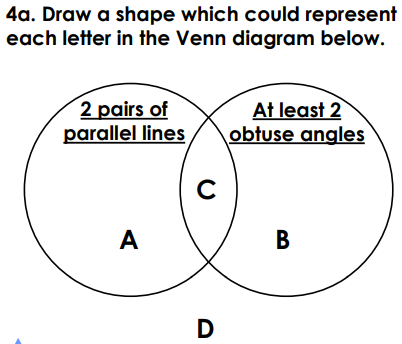 4a. Draw a shape which could represent
each letter in the Venn diagram below.
2 pairs of
parallel lines
At least 2
obtuse angles
C
A
B
D